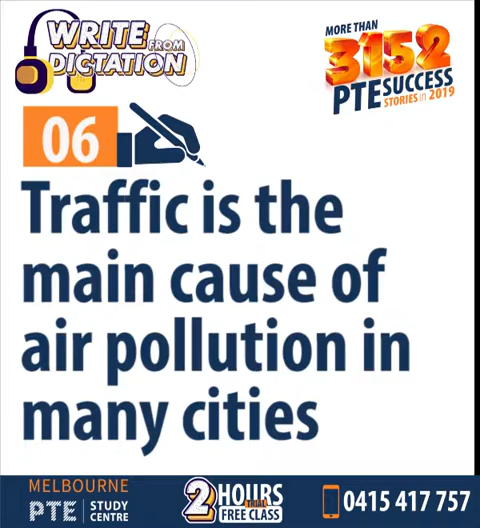 WRITE FROM
DICTATION
MORE THAN
3152
PTE SUCCESS
STORIES in 2019
06
Traffic is the
main cause of
air pollution in
many cities
MELBOURNE
PTE STUDY CENTRE
2 HOURS
TRIAL
FREE CLASS
0415 417 757